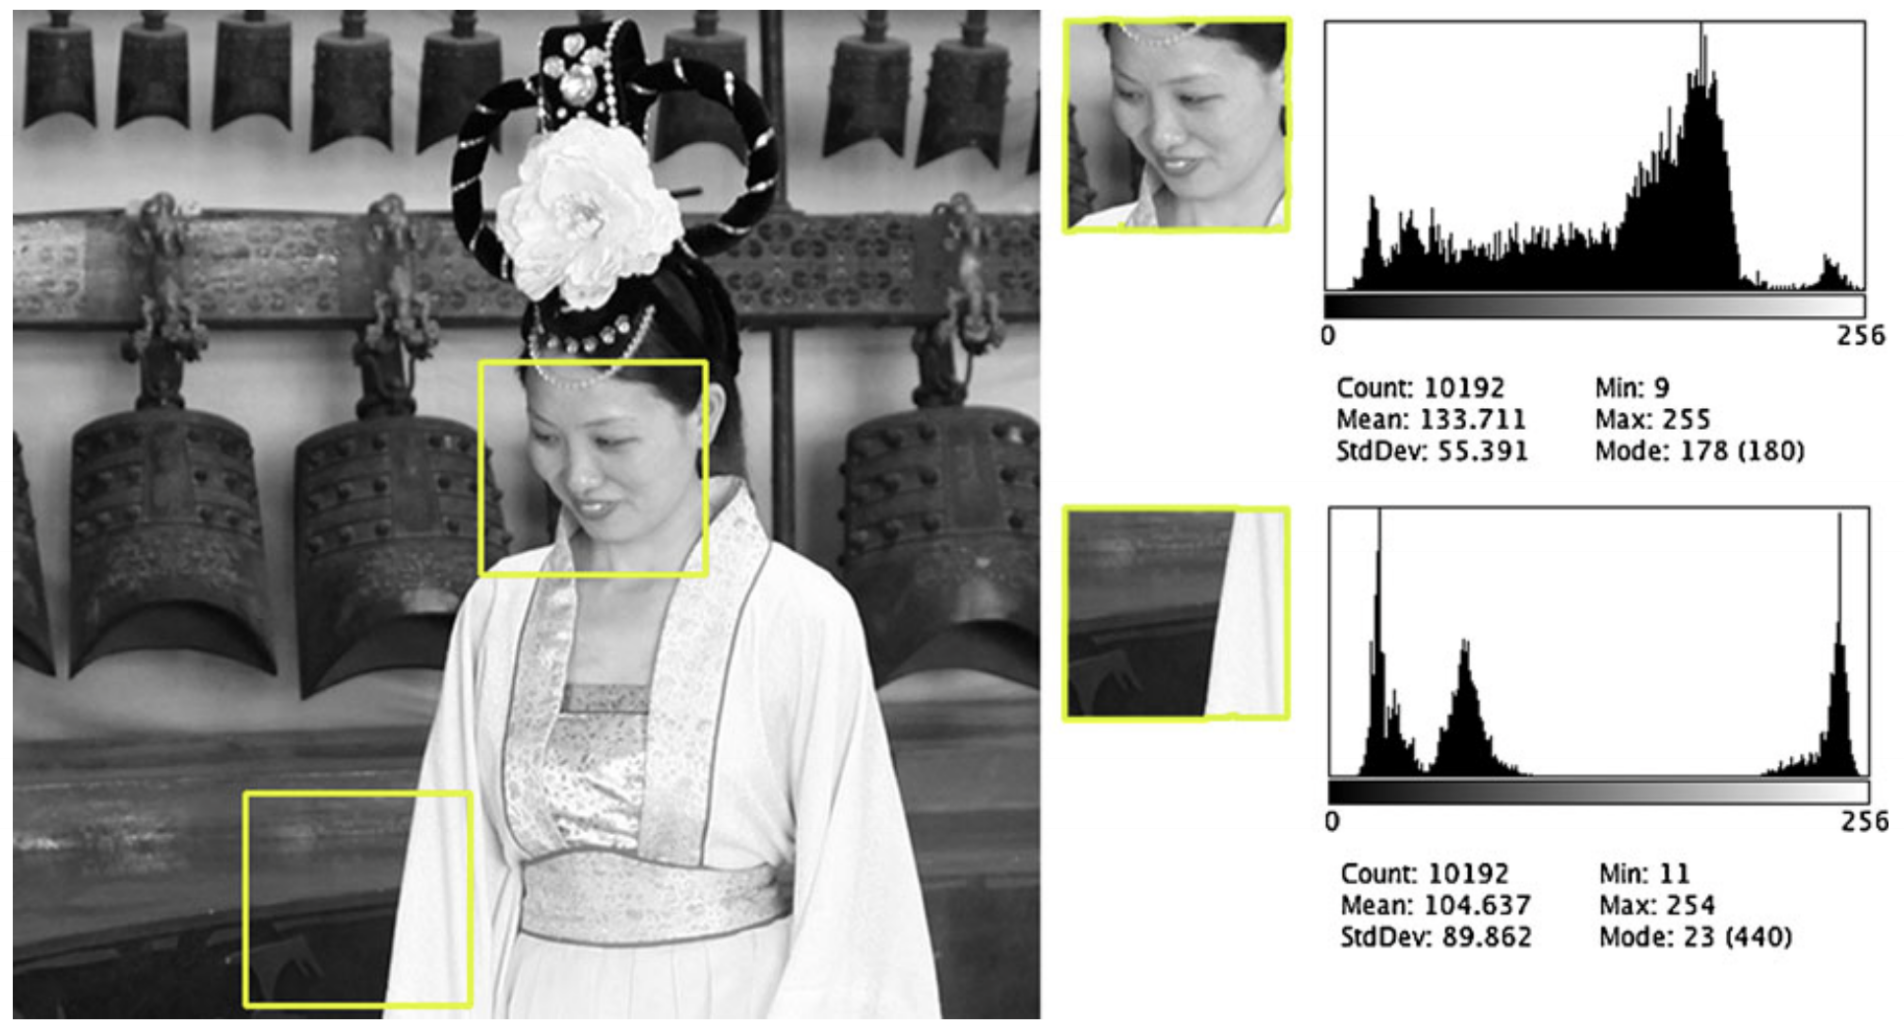 0 256
Count: 10192 Min: 9
Mean: 133.711 Max: 255
StdDev: 55.391 Mode: 178 (180)
0 256
Count: 10192 Min: 11
Mean: 104.637 Max: 254
StdDev: 89.862 Mode: 23 (440)